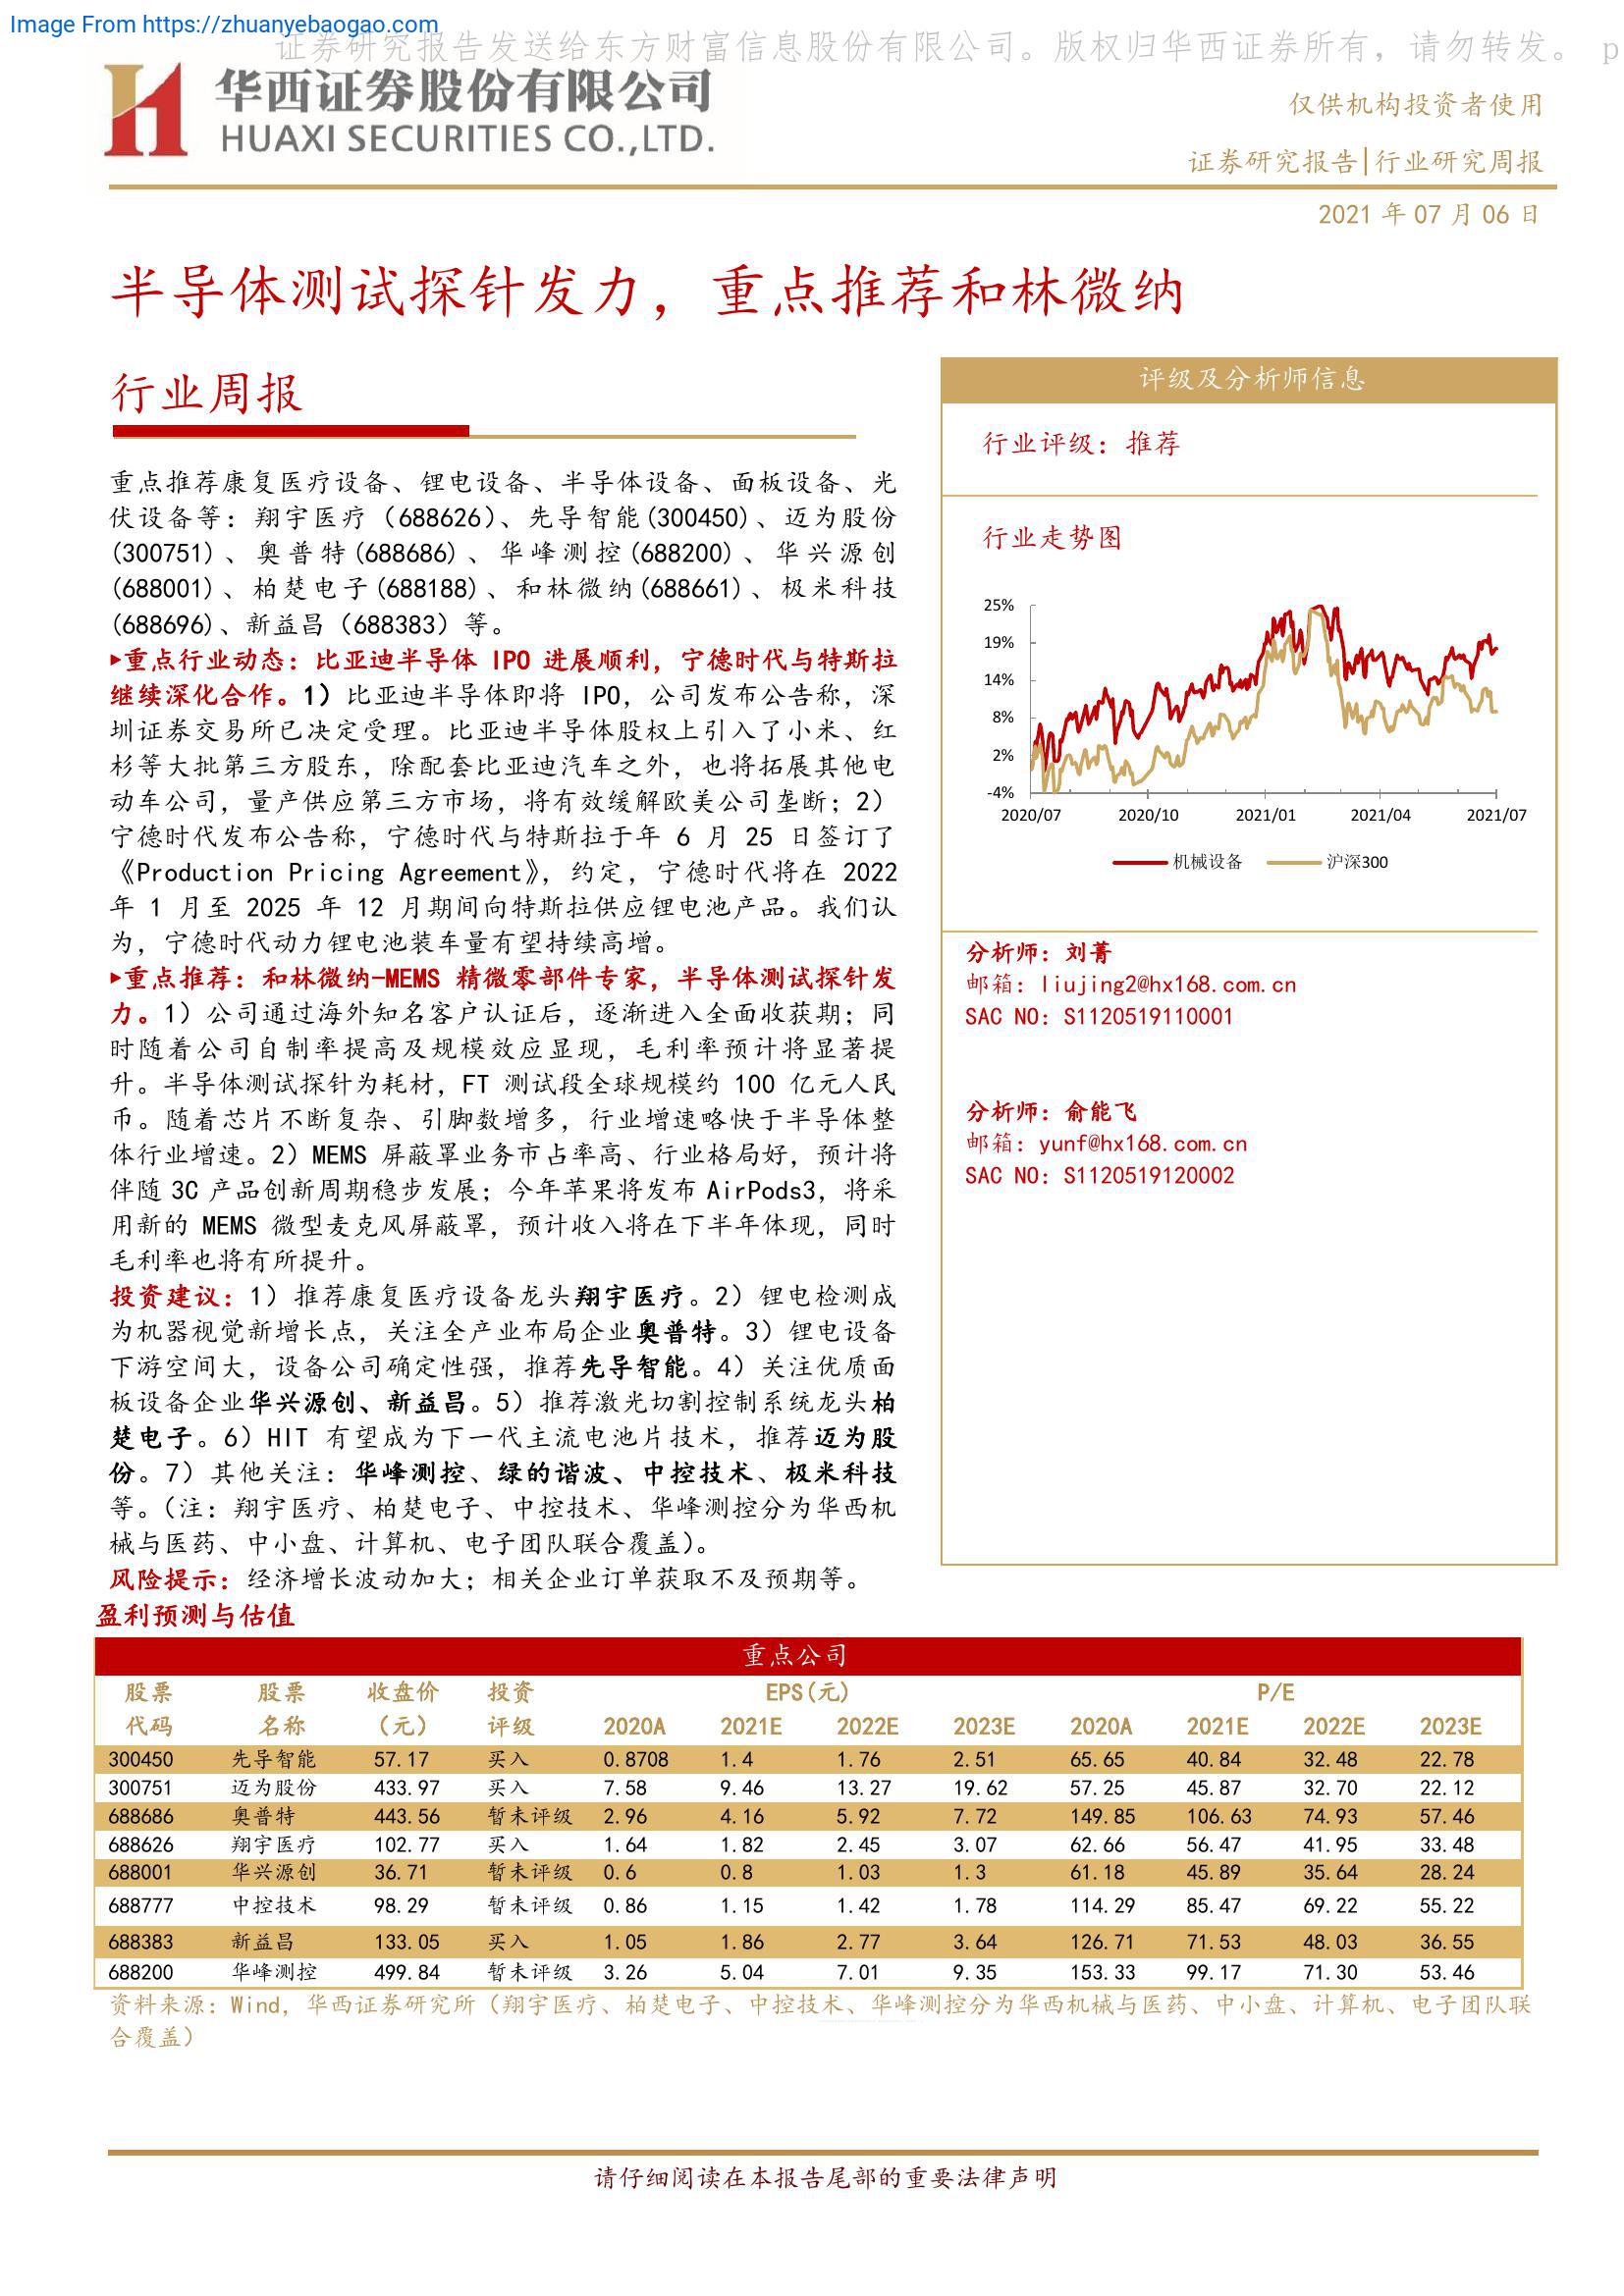 Image From https://zhuanyebaogao.com
证券研究报告发送给东方财富信息股份有限公司。版权归华西证券所有，请勿转发。 p
华西证券股份有限公司
HUAXI SECURITIES CO.,LTD.
仅供机构投资者使用
证券研究报告|行业研究周报
2021 年 07 月 06 日
半导体测试探针发力，重点推荐和林微纳
行业周报
重点推荐康复医疗设备、锂电设备、半导体设备、面板设备、光
伏设备等：翔宇医疗（688626）、先导智能(300450)、迈为股份
(300751)、奥普特(688686)、华峰测控(688200)、华兴源创
(688001)、柏楚电子(688188)、和林微纳(688661)、极米科技
(688696)、新益昌（688383）等。
▸重点行业动态：比亚迪半导体 IPO 进展顺利，宁德时代与特斯拉
继续深化合作。1）比亚迪半导体即将 IPO，公司发布公告称，深
圳证券交易所已决定受理。比亚迪半导体股权上引入了小米、红
杉等大批第三方股东，除配套比亚迪汽车之外，也将拓展其他电
动车公司，量产供应第三方市场，将有效缓解欧美公司垄断；2）
宁德时代发布公告称，宁德时代与特斯拉于年 6 月 25 日签订了
《Production Pricing Agreement》，约定，宁德时代将在 2022
年 1 月至 2025 年 12 月期间向特斯拉供应锂电池产品。我们认
为，宁德时代动力锂电池装车量有望持续高增。
▸重点推荐：和林微纳-MEMS 精微零部件专家，半导体测试探针发
力。1）公司通过海外知名客户认证后，逐渐进入全面收获期；同
时随着公司自制率提高及规模效应显现，毛利率预计将显著提
升。半导体测试探针为耗材，FT 测试段全球规模约 100 亿元人民
币。随着芯片不断复杂、引脚数增多，行业增速略快于半导体整
体行业增速。2）MEMS 屏蔽罩业务市占率高、行业格局好，预计将
伴随 3C 产品创新周期稳步发展；今年苹果将发布 AirPods3，将采
用新的 MEMS 微型麦克风屏蔽罩，预计收入将在下半年体现，同时
毛利率也将有所提升。
投资建议：1）推荐康复医疗设备龙头翔宇医疗。2）锂电检测成
为机器视觉新增长点，关注全产业布局企业奥普特。3）锂电设备
下游空间大，设备公司确定性强，推荐先导智能。4）关注优质面
板设备企业华兴源创、新益昌。5）推荐激光切割控制系统龙头柏
楚电子。6）HIT 有望成为下一代主流电池片技术，推荐迈为股
份。7）其他关注：华峰测控、绿的谐波、中控技术、极米科技
等。（注：翔宇医疗、柏楚电子、中控技术、华峰测控分为华西机
械与医药、中小盘、计算机、电子团队联合覆盖）。
风险提示：经济增长波动加大；相关企业订单获取不及预期等。
评级及分析师信息
行业评级：推荐
行业走势图
25%
19%
14%
8%
2%
-4%
2020/07 2020/10 2021/01 2021/04 2021/07
机械设备 沪深300
分析师：刘菁
邮箱：liujing2@hx168.com.cn
SAC NO：S1120519110001
分析师：俞能飞
邮箱：yunf@hx168.com.cn
SAC NO：S1120519120002
盈利预测与估值
重点公司
股票 股票 收盘价 投资 EPS(元) P/E
代码 名称 （元） 评级 2020A 2021E 2022E 2023E 2020A 2021E 2022E 2023E
300450 先导智能 57.17 买入 0.8708 1.4 1.76 2.51 65.65 40.84 32.48 22.78
300751 迈为股份 433.97 买入 7.58 9.46 13.27 19.62 57.25 45.87 32.70 22.12
688686 奥普特 443.56 暂未评级 2.96 4.16 5.92 7.72 149.85 106.63 74.93 57.46
688626 翔宇医疗 102.77 买入 1.64 1.82 2.45 3.07 62.66 56.47 41.95 33.48
688001 华兴源创 36.71 暂未评级 0.6 0.8 1.03 1.3 61.18 45.89 35.64 28.24
688777 中控技术 98.29 暂未评级 0.86 1.15 1.42 1.78 114.29 85.47 69.22 55.22
688383 新益昌 133.05 买入 1.05 1.86 2.77 3.64 126.71 71.53 48.03 36.55
688200 华峰测控 499.84 暂未评级 3.26 5.04 7.01 9.35 153.33 99.17 71.30 53.46
资料来源：Wind，华西证券研究所（翔宇医疗、柏楚电子、中控技术、华峰测控分为华西机械与医药、中小盘、计算机、电子团队联
合覆盖）
请仔细阅读在本报告尾部的重要法律声明